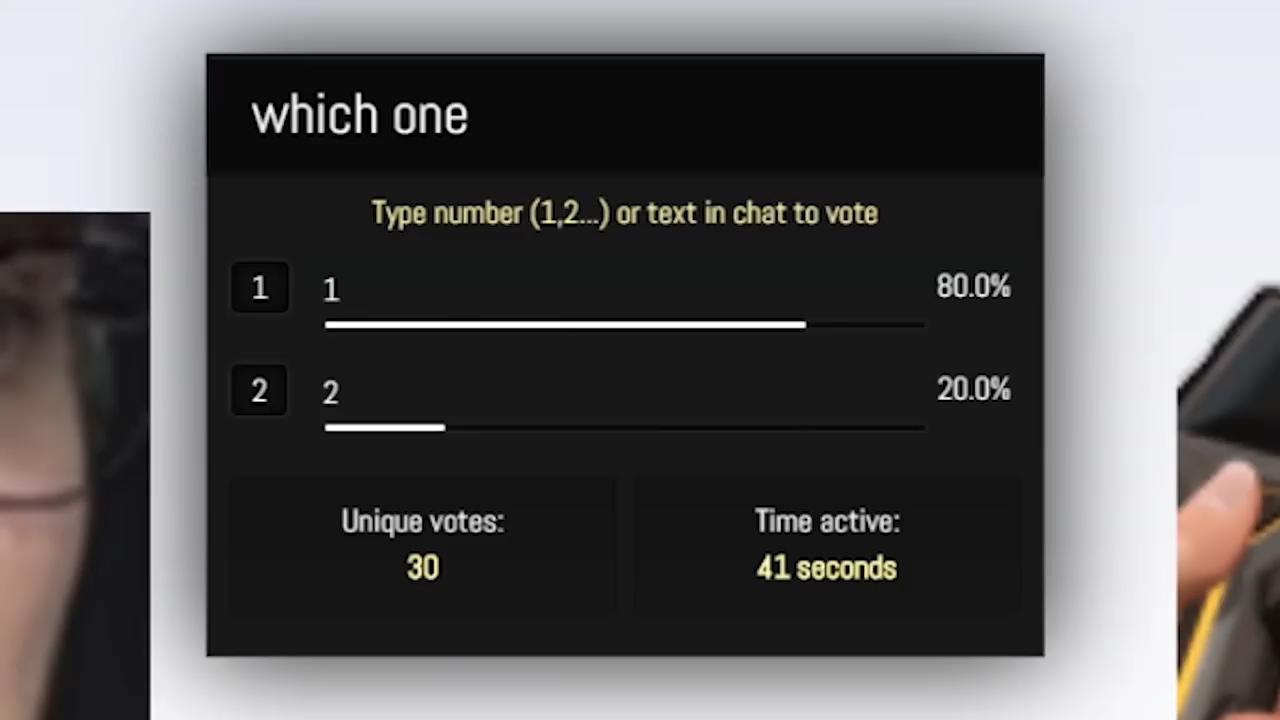 which one
Type number (1,2...) or text in chat to vote
1 1 80.0%
2 2 20.0%
Unique votes: Time active:
30 41 seconds